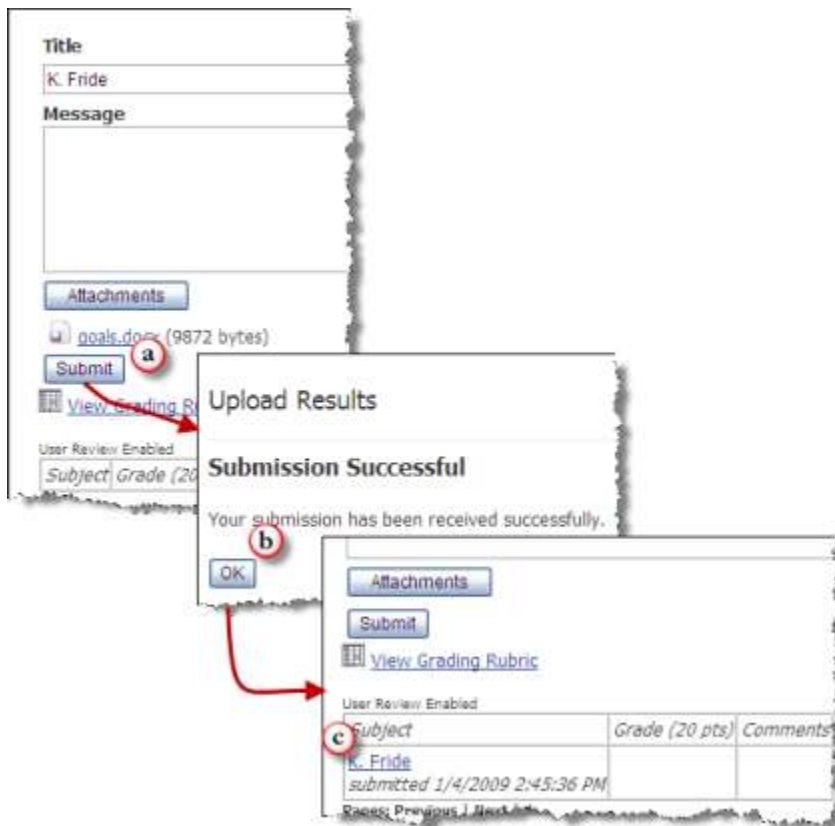 Title
K. Fride
Message
Attachments
goals.docx (9872 bytes)
a
Submit
View Grading
User Review Enabled
Subject Grade (20
Upload Results
Submission Successful
Your submission has been received successfully.
b
OK
Attachments
Submit
View Grading Rubric
User Review Enabled
Subject Grade (20 pts) Comments
c
K. Fride
submitted 1/4/2009 2:45:36 PM
Pages: Previous | Next